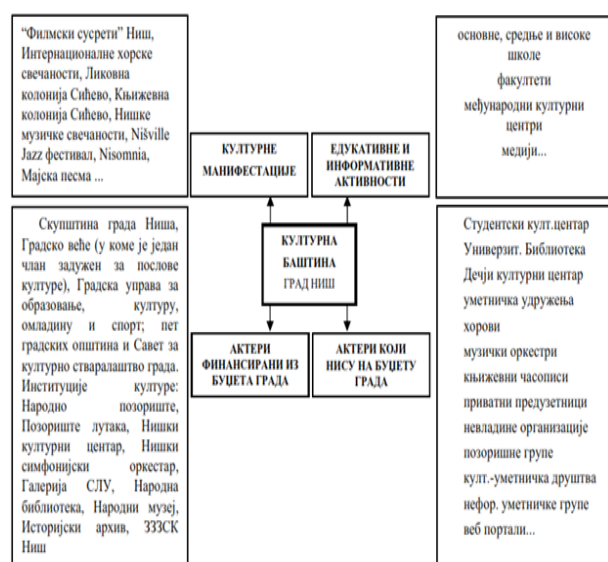 “Филмски сусрети” Ниш,
Интернационалне хорске
свечаности, Ликовна
колонија Сићево, Књижевна
колонија Сићево, Нишке
музичке свечаности, Nišville
Jazz фестивал, Nisomnia,
Мајска песма ...
основне, средње и високе
школе
факултети
међународни културни
центри
медији...
КУЛТУРНЕ
МАНИФЕСТАЦИЈЕ
ЕДУКАТИВНЕ И
ИНФОРМАТИВНЕ
АКТИВНОСТИ
КУЛТУРНА
БАШТИНА
ГРАД НИШ
АКТЕРИ
ФИНАНСИРАНИ ИЗ
БУЏЕТА ГРАДА
АКТЕРИ КОЈИ
НИСУ НА БУЏЕТУ
ГРАДА
Скупштина града Ниша,
Градско веће (у коме је један
члан задужен за послове
културе), Градска управа за
образовање, културу,
омладину и спорт; пет
градских општина и Савет за
културно стваралаштво града.
Институције културе:
Народно позориште,
Позориште лутака, Нишки
културни центар, Нишки
симфонијски оркестар,
Галерија СЛУ, Народна
библиотека, Народни музеј,
Историјски архив, ЗЗЗСК
Ниш
Студентски култ.центар
Универзит. Библиотека
Дечји културни центар
уметничка удружења
хорови
музички оркестри
књижевни часописи
приватни предузетници
невладине организације
позоришне групе
култ.-уметничка друштва
нефор. уметничке групе
веб портали...